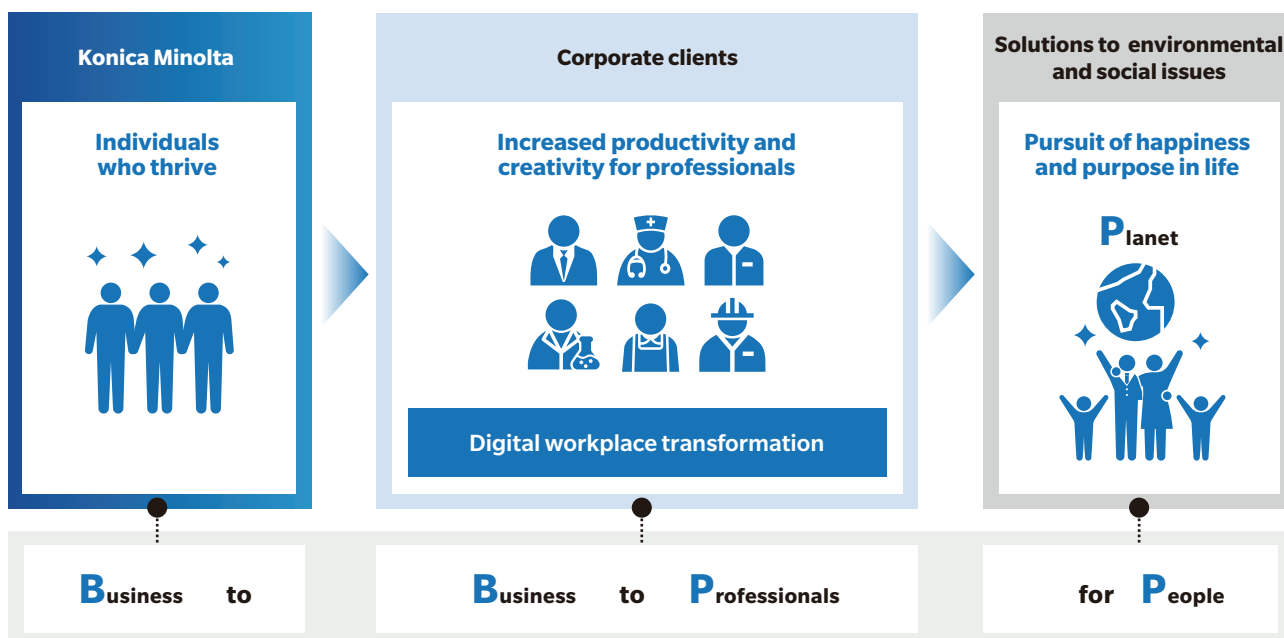 Konica Minolta
Individuals
who thrive
Corporate clients
Increased productivity and
creativity for professionals
Digital workplace transformation
Solutions to environmental
and social issues
Pursuit of happiness
and purpose in life
Planet
Business to
Business to Professionals
for People